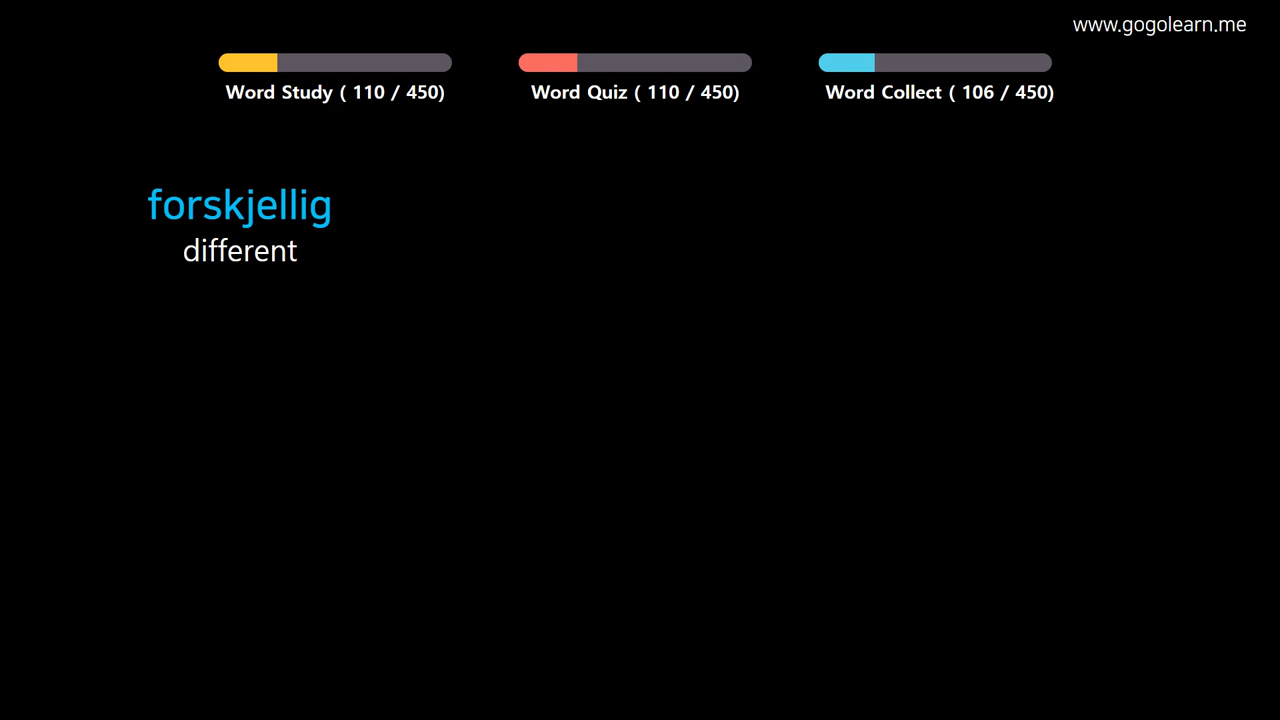 www.gogolearn.me
Word Study ( 110 / 450)
Word Quiz ( 110 / 450)
Word Collect ( 106 / 450)
forskjellig
different